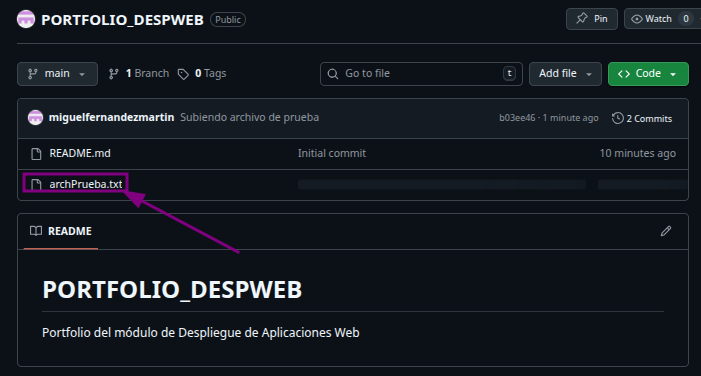 PORTFOLIO_DESPWEB Public Pin Watch 0
main 1 Branch 0 Tags Go to file t Add file Code
miguelfernandezmartin Subiendo archivo de prueba b03ee46 · 1 minute ago 2 Commits
README.md Initial commit 10 minutes ago
archPrueba.txt
README
PORTFOLIO_DESPWEB
Portfolio del módulo de Despliegue de Aplicaciones Web